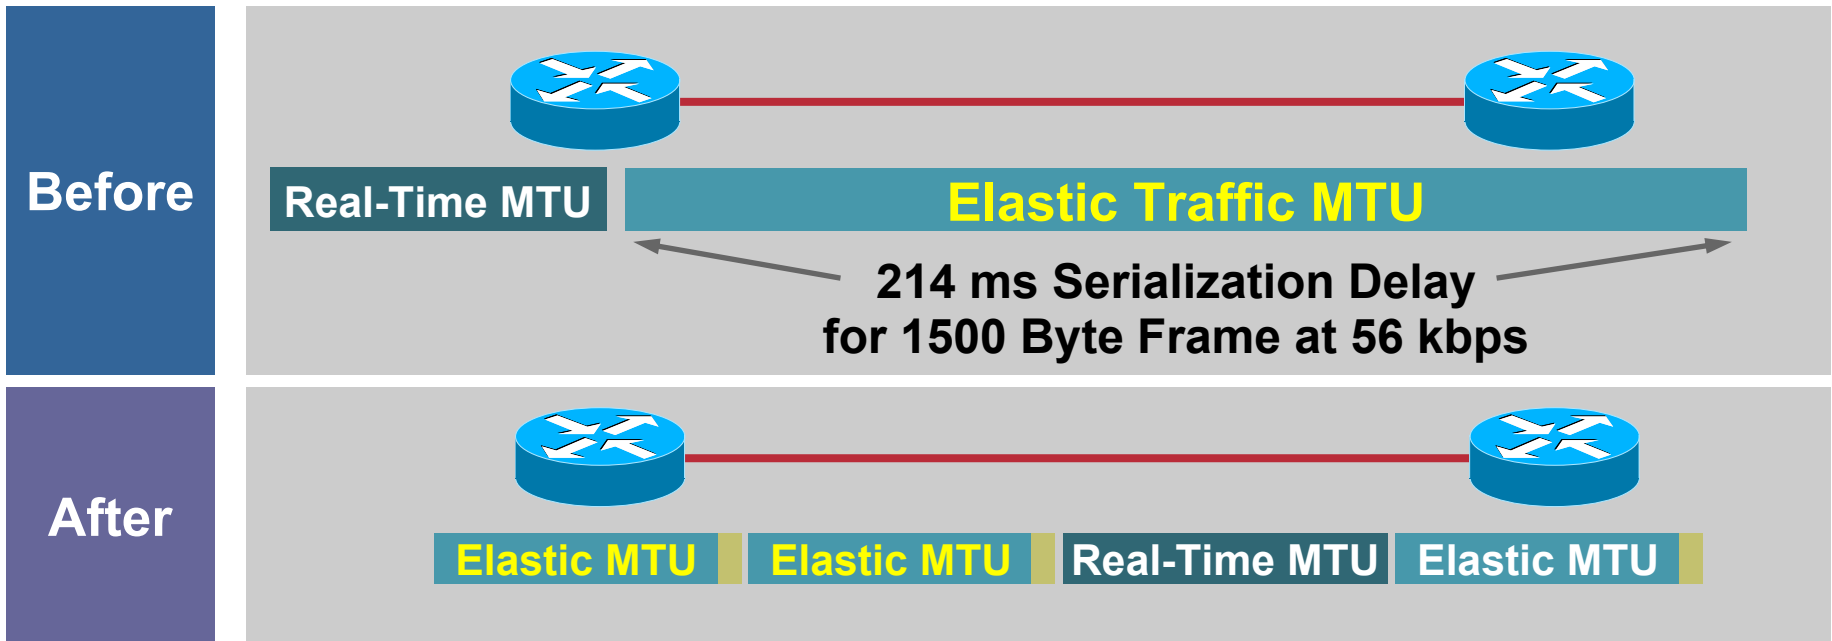 Before
Real-Time MTU
Elastic Traffic MTU
214 ms Serialization Delay
for 1500 Byte Frame at 56 kbps
After
Elastic MTU
Elastic MTU
Real-Time MTU
Elastic MTU